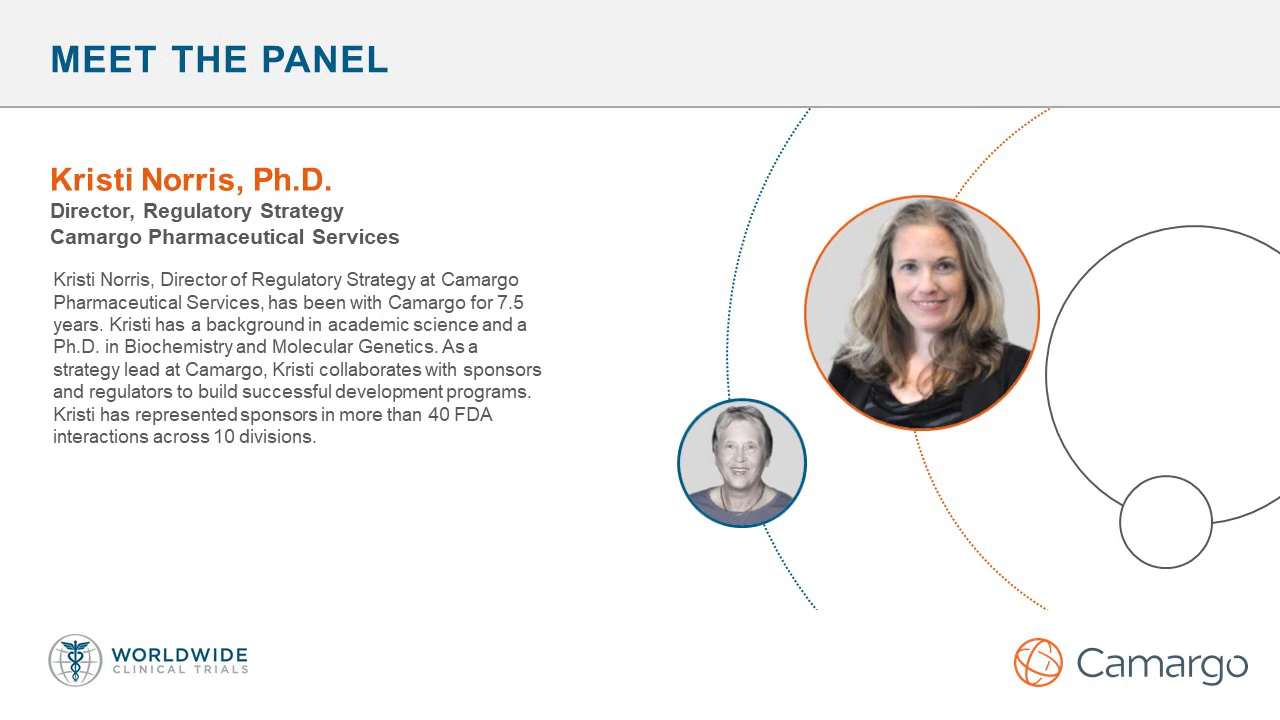 MEET THE PANEL
Kristi Norris, Ph.D.
Director, Regulatory Strategy
Camargo Pharmaceutical Services
Kristi Norris, Director of Regulatory Strategy at Camargo
Pharmaceutical Services, has been with Camargo for 7.5
years. Kristi has a background in academic science and a
Ph.D. in Biochemistry and Molecular Genetics. As a
strategy lead at Camargo, Kristi collaborates with sponsors
and regulators to build successful development programs.
Kristi has represented sponsors in more than 40 FDA
interactions across 10 divisions.
WORLDWIDE
CLINICAL TRIALS
Camargo